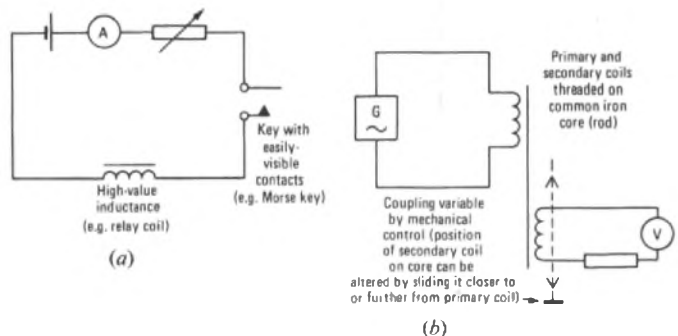 A
Key with
easily-
visible
contacts
(e.g. Morse key)
High-value
inductance
(e.g. relay coil)
(a)
G
Primary and
secondary coils
threaded on
common iron
core (rod)
Coupling variable
by mechanical
control (position
of secondary coil
on core can be
altered by sliding it closer to
or further from primary coil)
V
(b)